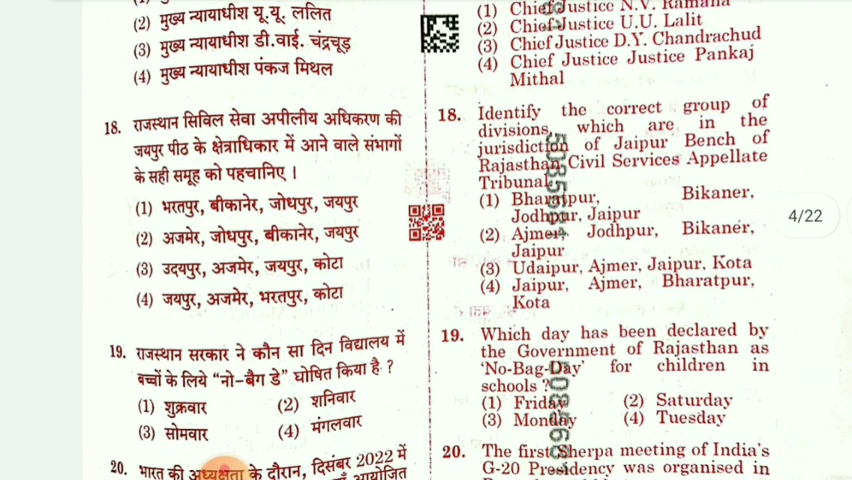 (2) मुख्य न्यायाधीश यू.यू. ललित
(3) मुख्य न्यायाधीश डी.वाई. चंद्रचूड़
(4) मुख्य न्यायाधीश पंकज मिथल
18. राजस्थान सिविल सेवा अपीलीय अधिकरण की
जयपुर पीठ के क्षेत्राधिकार में आने वाले संभागों
के सही समूह को पहचानिए ।
(1) भरतपुर, बीकानेर, जोधपुर, जयपुर
(2) अजमेर, जोधपुर, बीकानेर, जयपुर
(3) उदयपुर, अजमेर, जयपुर, कोटा
(4) जयपुर, अजमेर, भरतपुर, कोटा
19. राजस्थान सरकार ने कौन सा दिन विद्यालय में
बच्चों के लिये “नो-बैग डे” घोषित किया है ?
(1) शुक्रवार (2) शनिवार
(3) सोमवार (4) मंगलवार
20. भारत की अध्यक्षता के दौरान, दिसंबर 2022 में
आयोजित
(1) Chief Justice N.V. Ramana
(2) Chief Justice U.U. Lalit
(3) Chief Justice D.Y. Chandrachud
(4) Chief Justice Justice Pankaj
Mithal
18. Identify the correct group of
divisions, which are in the
jurisdiction of Jaipur Bench of
Rajasthan Civil Services Appellate
Tribunal.
(1) Bharatpur, Bikaner,
Jodhpur, Jaipur
(2) Ajmer, Jodhpur, Bikaner,
Jaipur
(3) Udaipur, Ajmer, Jaipur, Kota
(4) Jaipur, Ajmer, Bharatpur,
Kota
19. Which day has been declared by
the Government of Rajasthan as
‘No-Bag-Day’ for children in
schools ?
(1) Friday (2) Saturday
(3) Monday (4) Tuesday
20. The first Sherpa meeting of India's
G-20 Presidency was organised in
4/22